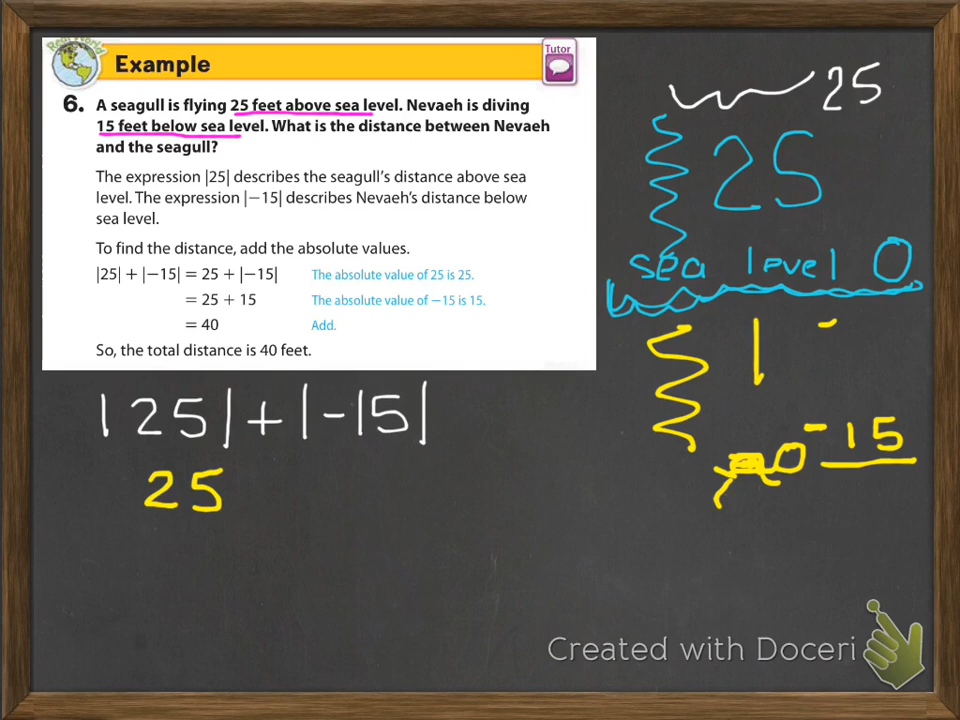 Real World
Example
Tutor
6. A seagull is flying 25 feet above sea level. Nevaeh is diving
15 feet below sea level. What is the distance between Nevaeh
and the seagull?
The expression |25| describes the seagull's distance above sea
level. The expression |−15| describes Nevaeh's distance below
sea level.
To find the distance, add the absolute values.
|25| + |−15| = 25 + |−15| The absolute value of 25 is 25.
= 25 + 15 The absolute value of −15 is 15.
= 40 Add.
So, the total distance is 40 feet.
|25| + |-15|
25
25
25
sea level 0
1 -
-15
Created with Doceri